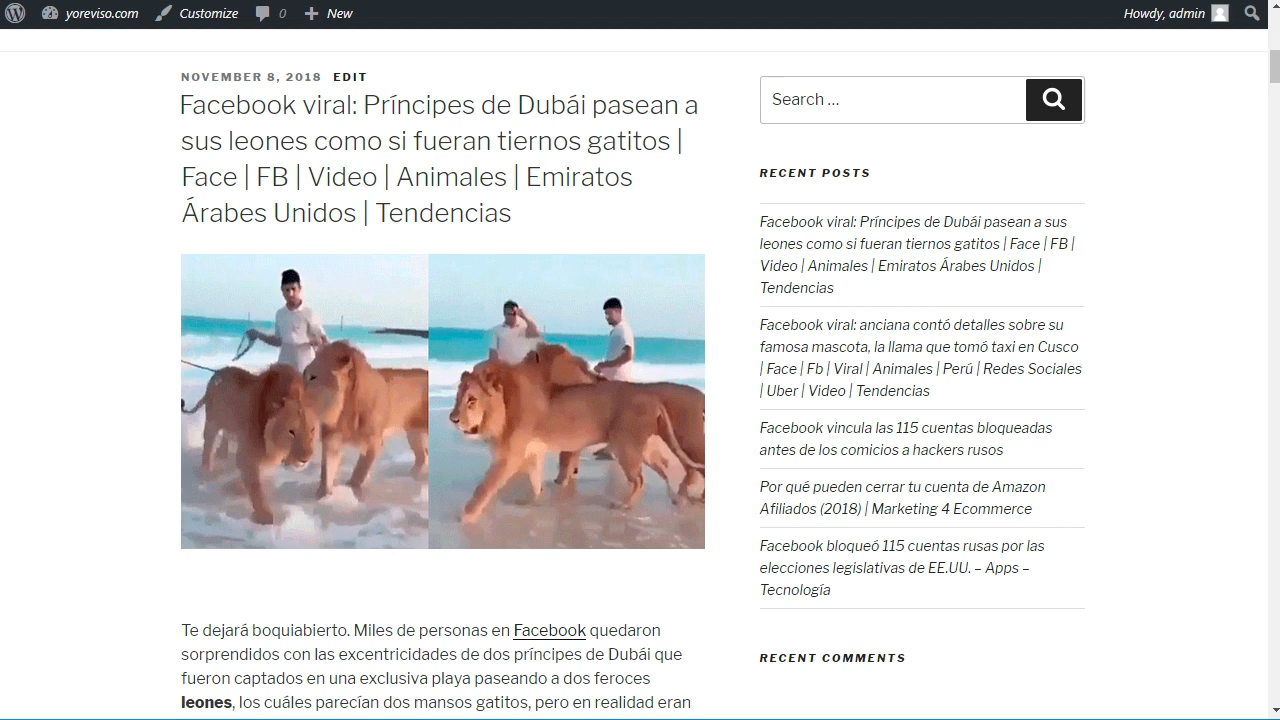 yoreviso.com Customize 0 New Howdy, admin
NOVEMBER 8, 2018 EDIT
Facebook viral: Príncipes de Dubái pasean a
sus leones como si fueran tiernos gatitos |
Face | FB | Video | Animales | Emiratos
Árabes Unidos | Tendencias
Te dejará boquiabierto. Miles de personas en Facebook quedaron
sorprendidos con las excentricidades de dos príncipes de Dubái que
fueron captados en una exclusiva playa paseando a dos feroces
leones, los cuáles parecían dos mansos gatitos, pero en realidad eran
Search …
RECENT POSTS
Facebook viral: Príncipes de Dubái pasean a sus
leones como si fueran tiernos gatitos | Face | FB |
Video | Animales | Emiratos Árabes Unidos |
Tendencias
Facebook viral: anciana contó detalles sobre su
famosa mascota, la llama que tomó taxi en Cusco
| Face | Fb | Viral | Animales | Perú | Redes Sociales
| Uber | Video | Tendencias
Facebook vincula las 115 cuentas bloqueadas
antes de los comicios a hackers rusos
Por qué pueden cerrar tu cuenta de Amazon
Afiliados (2018) | Marketing 4 Ecommerce
Facebook bloqueó 115 cuentas rusas por las
elecciones legislativas de EE.UU. – Apps –
Tecnología
RECENT COMMENTS